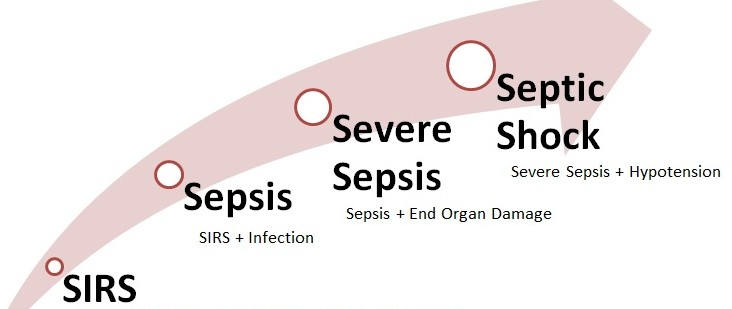 Septic
Shock
Severe Sepsis + Hypotension
Severe
Sepsis
Sepsis + End Organ Damage
Sepsis
SIRS + Infection
SIRS